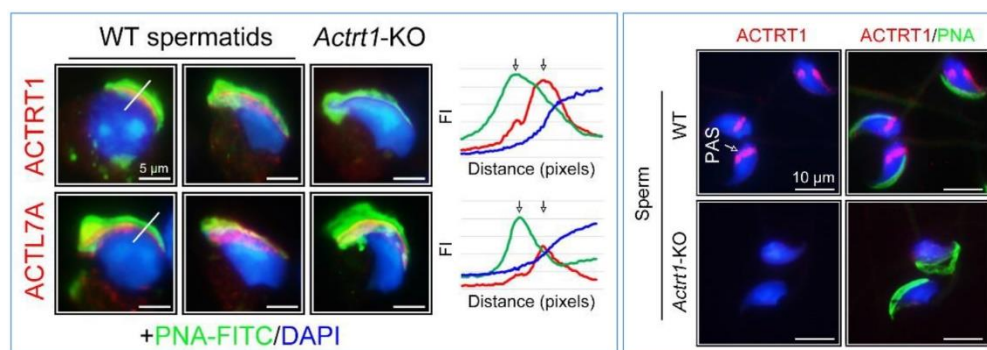 WT spermatids
Actrt1-KO
ACTRT1
5 µm
FI
Distance (pixels)
ACTL7A
FI
Distance (pixels)
+PNA-FITC/DAPI
ACTRT1
ACTRT1/PNA
Sperm
WT
PAS
10 µm
Actrt1-KO